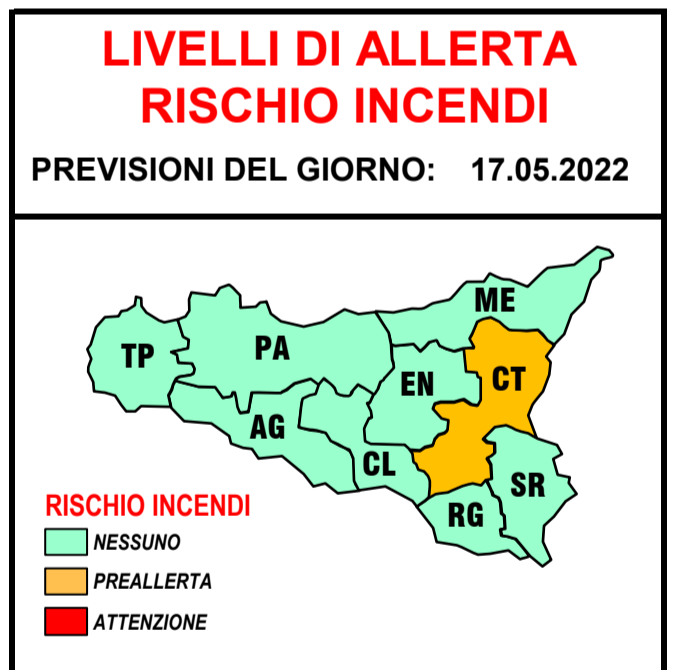 LIVELLI DI ALLERTA
RISCHIO INCENDI
PREVISIONI DEL GIORNO: 17.05.2022
ME
TP
PA
EN
CT
AG
CL
SR
RG
RISCHIO INCENDI
NESSUNO
PREALLERTA
ATTENZIONE